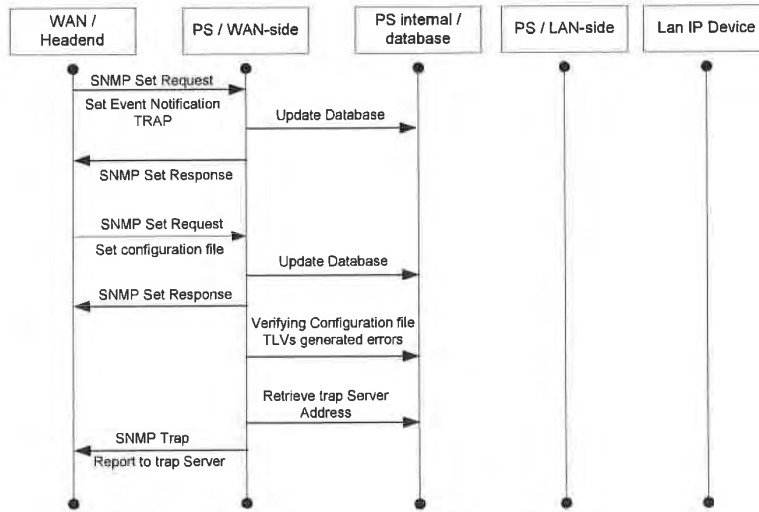 WAN /
Headend
PS / WAN-side
PS internal /
database
PS / LAN-side
Lan IP Device
SNMP Set Request
Set Event Notification
TRAP
Update Database
SNMP Set Response
SNMP Set Request
Set configuration file
Update Database
SNMP Set Response
Verifying Configuration file
TLVs generated errors
Retrieve trap Server
Address
SNMP Trap
Report to trap Server